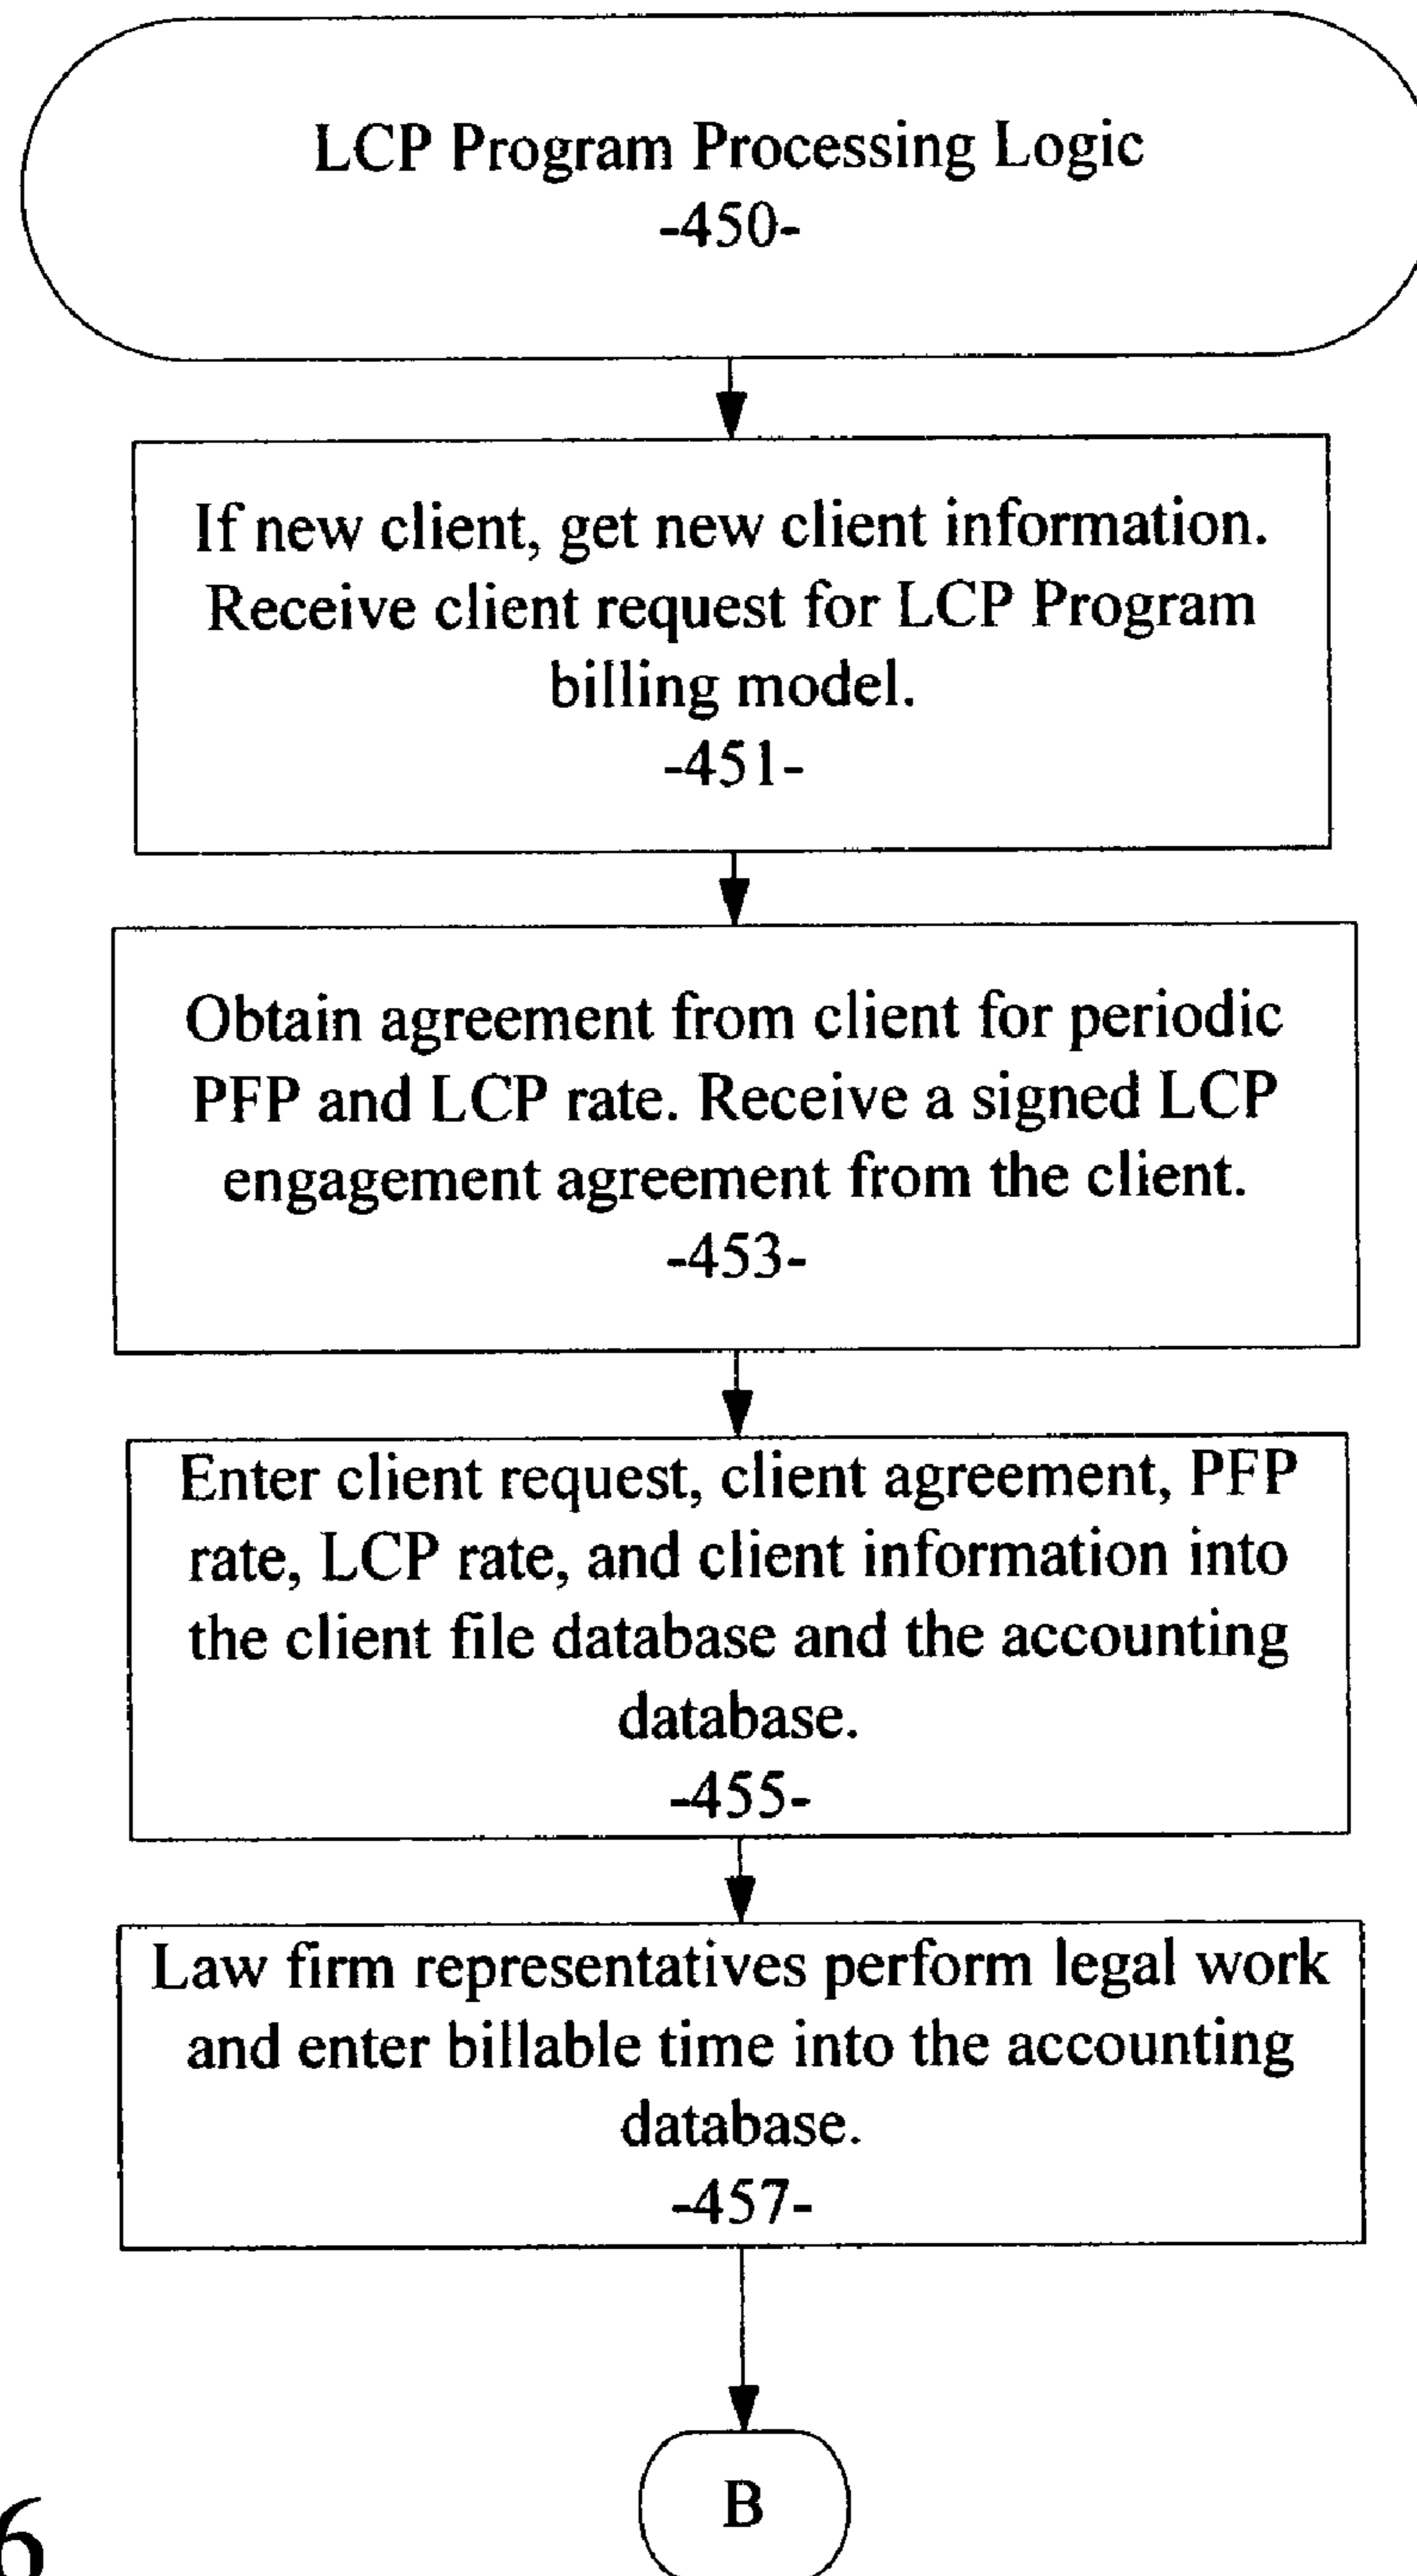 LCP Program Processing Logic
-450-
If new client, get new client information.
Receive client request for LCP Program
billing model.
-451-
Obtain agreement from client for periodic
PFP and LCP rate. Receive a signed LCP
engagement agreement from the client.
-453-
Enter client request, client agreement, PFP
rate, LCP rate, and client information into
the client file database and the accounting
database.
-455-
Law firm representatives perform legal work
and enter billable time into the accounting
database.
-457-
B
6